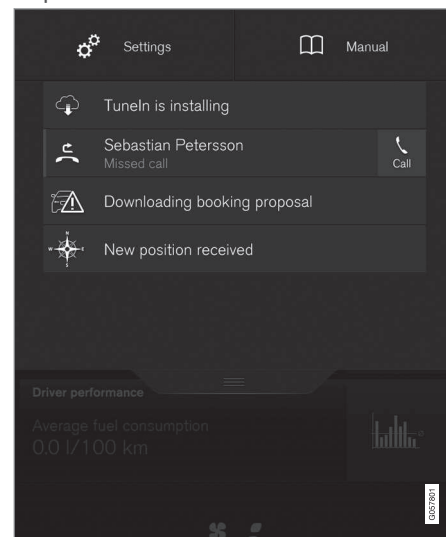 Settings
Manual
TuneIn is installing
Sebastian Petersson
Missed call
Call
Downloading booking proposal
N
W E
S
New position received
Driver performance
Average fuel consumption
0.0 l/100 km
G057801